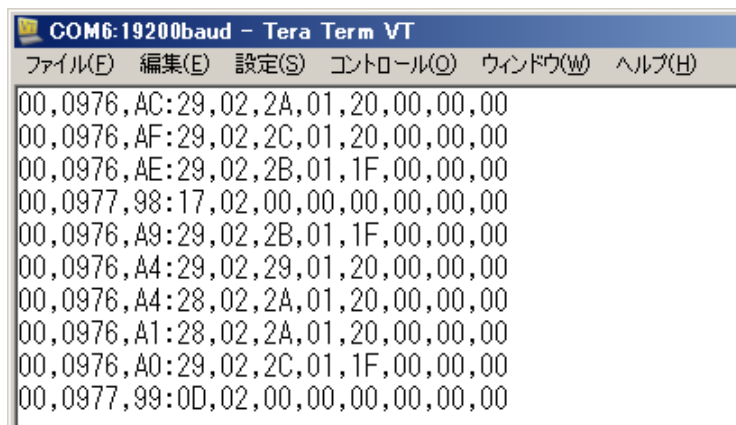 COM6:19200baud - Tera Term VT
ファイル(F) 編集(E) 設定(S) コントロール(O) ウィンドウ(W) ヘルプ(H)
00,0976,AC:29,02,2A,01,20,00,00,00
00,0976,AF:29,02,2C,01,20,00,00,00
00,0976,AE:29,02,2B,01,1F,00,00,00
00,0977,98:17,02,00,00,00,00,00,00
00,0976,A9:29,02,2B,01,1F,00,00,00
00,0976,A4:29,02,29,01,20,00,00,00
00,0976,A4:28,02,2A,01,20,00,00,00
00,0976,A1:28,02,2A,01,20,00,00,00
00,0976,A0:29,02,2C,01,1F,00,00,00
00,0977,99:0D,02,00,00,00,00,00,00